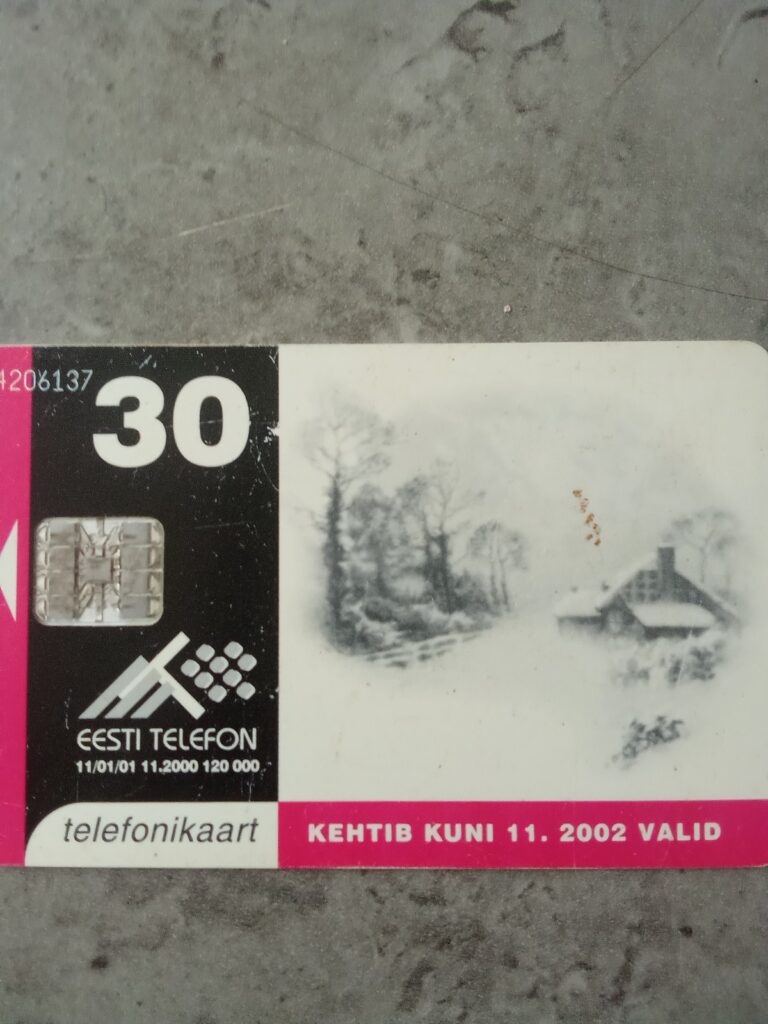 4206137
30
EESTI TELEFON
11/01/01 11.2000 120 000
telefonikaart
KEHTIB KUNI 11. 2002 VALID